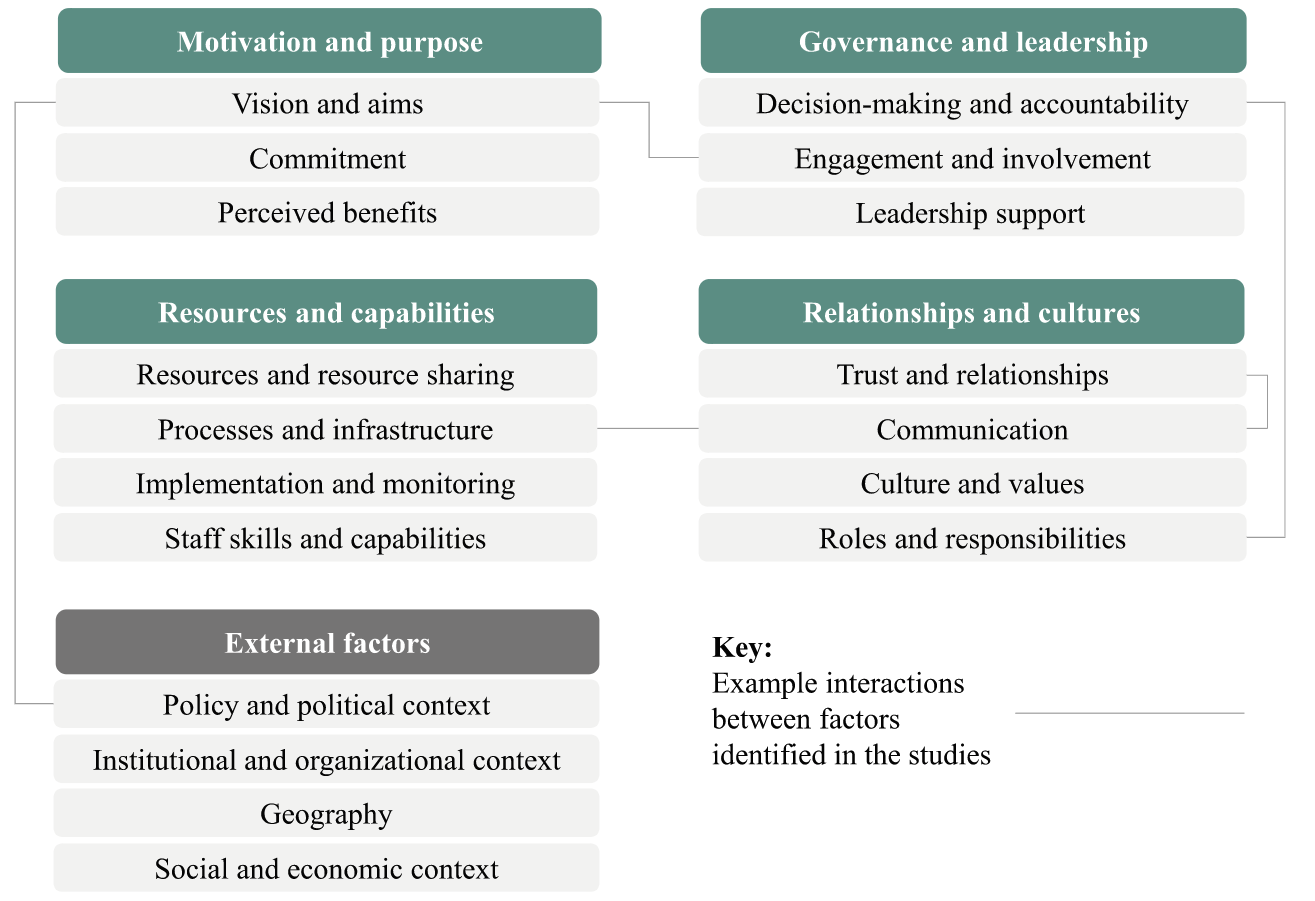 Motivation and purpose
Vision and aims
Commitment
Perceived benefits
Governance and leadership
Decision-making and accountability
Engagement and involvement
Leadership support
Resources and capabilities
Resources and resource sharing
Processes and infrastructure
Implementation and monitoring
Staff skills and capabilities
Relationships and cultures
Trust and relationships
Communication
Culture and values
Roles and responsibilities
External factors
Policy and political context
Institutional and organizational context
Geography
Social and economic context
Key:
Example interactions
between factors
identified in the studies